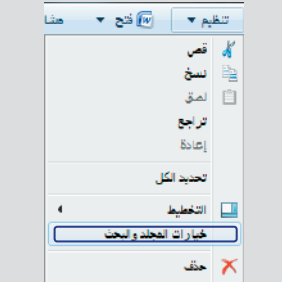 تنظيم فتح
قص
نسخ
لصق
تراجع
إعادة
تحديد الكل
التخطيط
خيارات المجلد والبحث
حذف